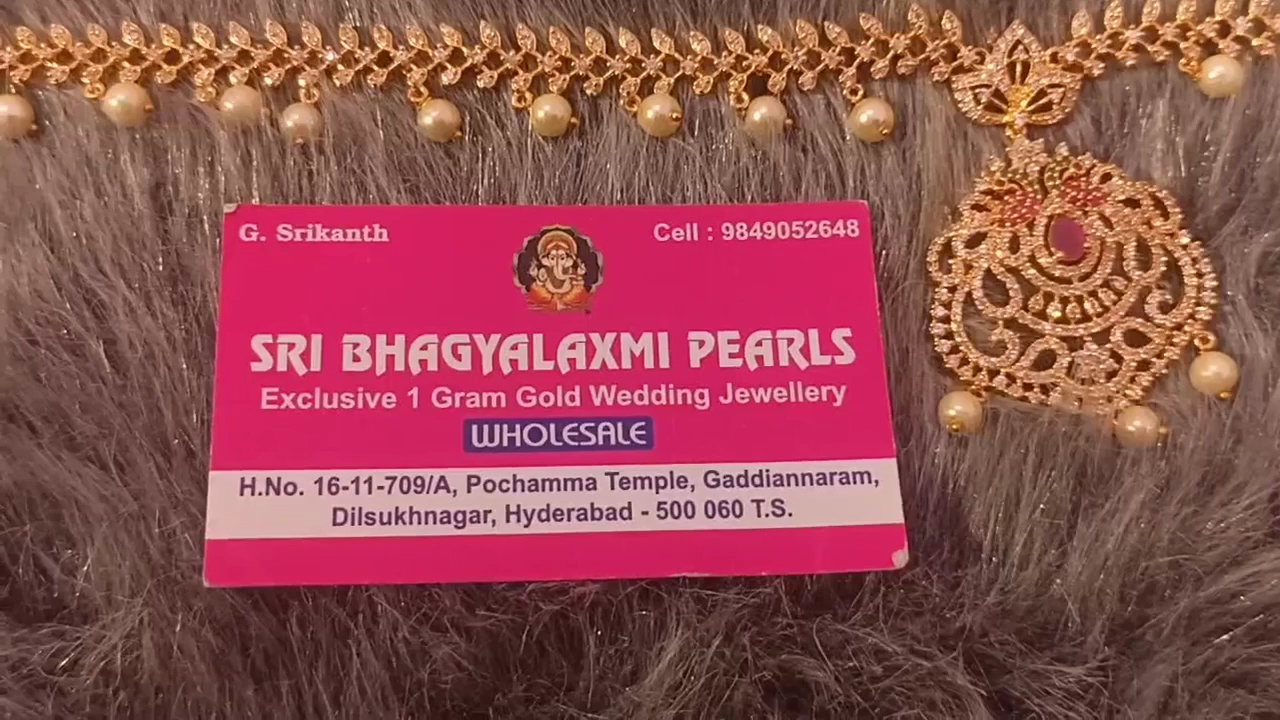 G. Srikanth
Cell : 9849052648
SRI BHAGYALAXMI PEARLS
Exclusive 1 Gram Gold Wedding Jewellery
WHOLESALE
H.No. 16-11-709/A, Pochamma Temple, Gaddiannaram,
Dilsukhnagar, Hyderabad - 500 060 T.S.